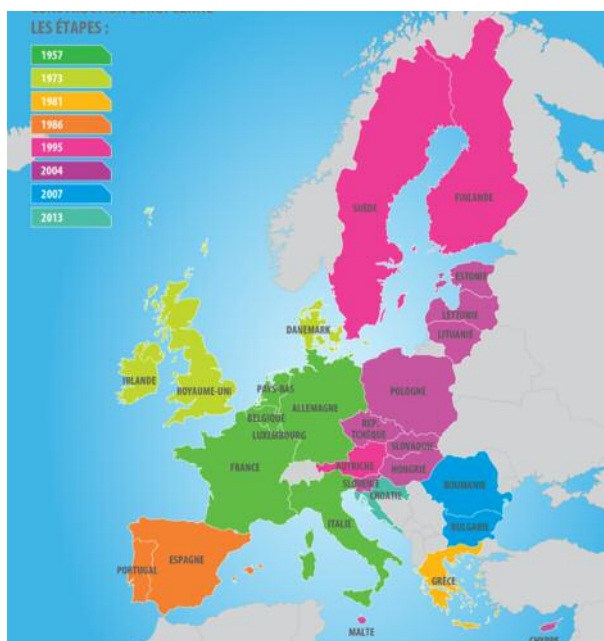 LES ÉTAPES :
1957
1973
1981
1986
1995
2004
2007
2013
SUÈDE
FINLANDE
ESTONIE
LETTONIE
LITUANIE
DANEMARK
IRLANDE
ROYAUME-UNI
PAYS-BAS
BELGIQUE
LUXEMBOURG
ALLEMAGNE
POLOGNE
RÉP.
TCHÈQUE
SLOVAQUIE
FRANCE
AUTRICHE
HONGRIE
SLOVÉNIE
CROATIE
ROUMANIE
BULGARIE
ITALIE
PORTUGAL
ESPAGNE
GRÈCE
MALTE
CHYPRE